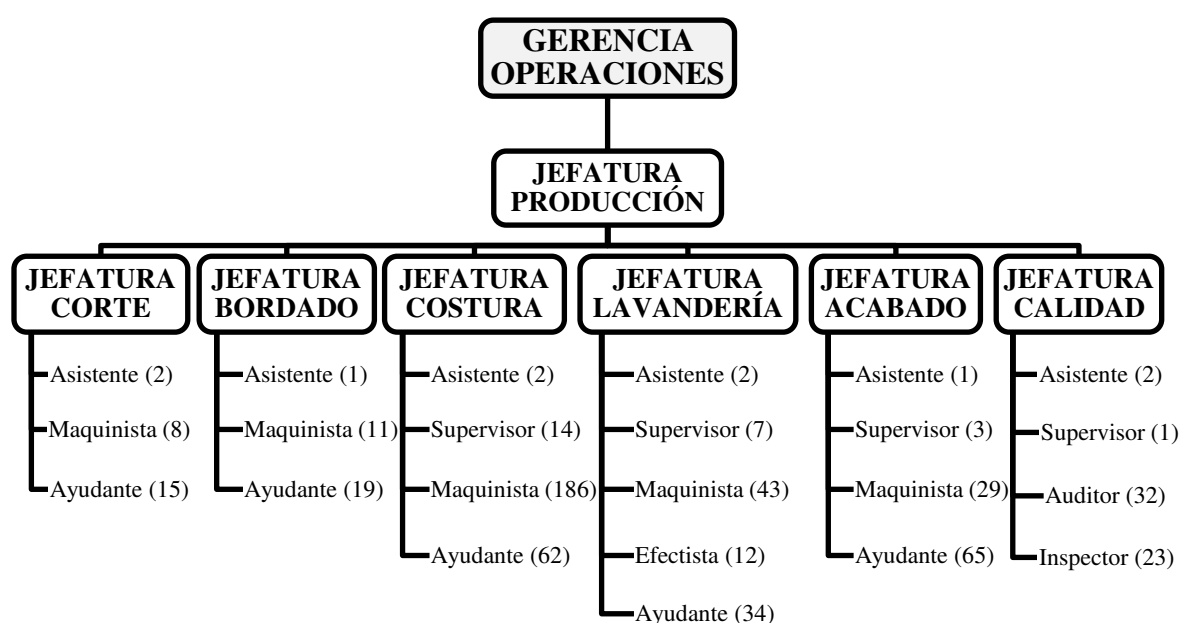 GERENCIA
OPERACIONES
JEFATURA
PRODUCCIÓN
JEFATURA
CORTE
Asistente (2)
Maquinista (8)
Ayudante (15)
JEFATURA
BORDADO
Asistente (1)
Maquinista (11)
Ayudante (19)
JEFATURA
COSTURA
Asistente (2)
Supervisor (14)
Maquinista (186)
Ayudante (62)
JEFATURA
LAVANDERÍA
Asistente (2)
Supervisor (7)
Maquinista (43)
Efectista (12)
Ayudante (34)
JEFATURA
ACABADO
Asistente (1)
Supervisor (3)
Maquinista (29)
Ayudante (65)
JEFATURA
CALIDAD
Asistente (2)
Supervisor (1)
Auditor (32)
Inspector (23)